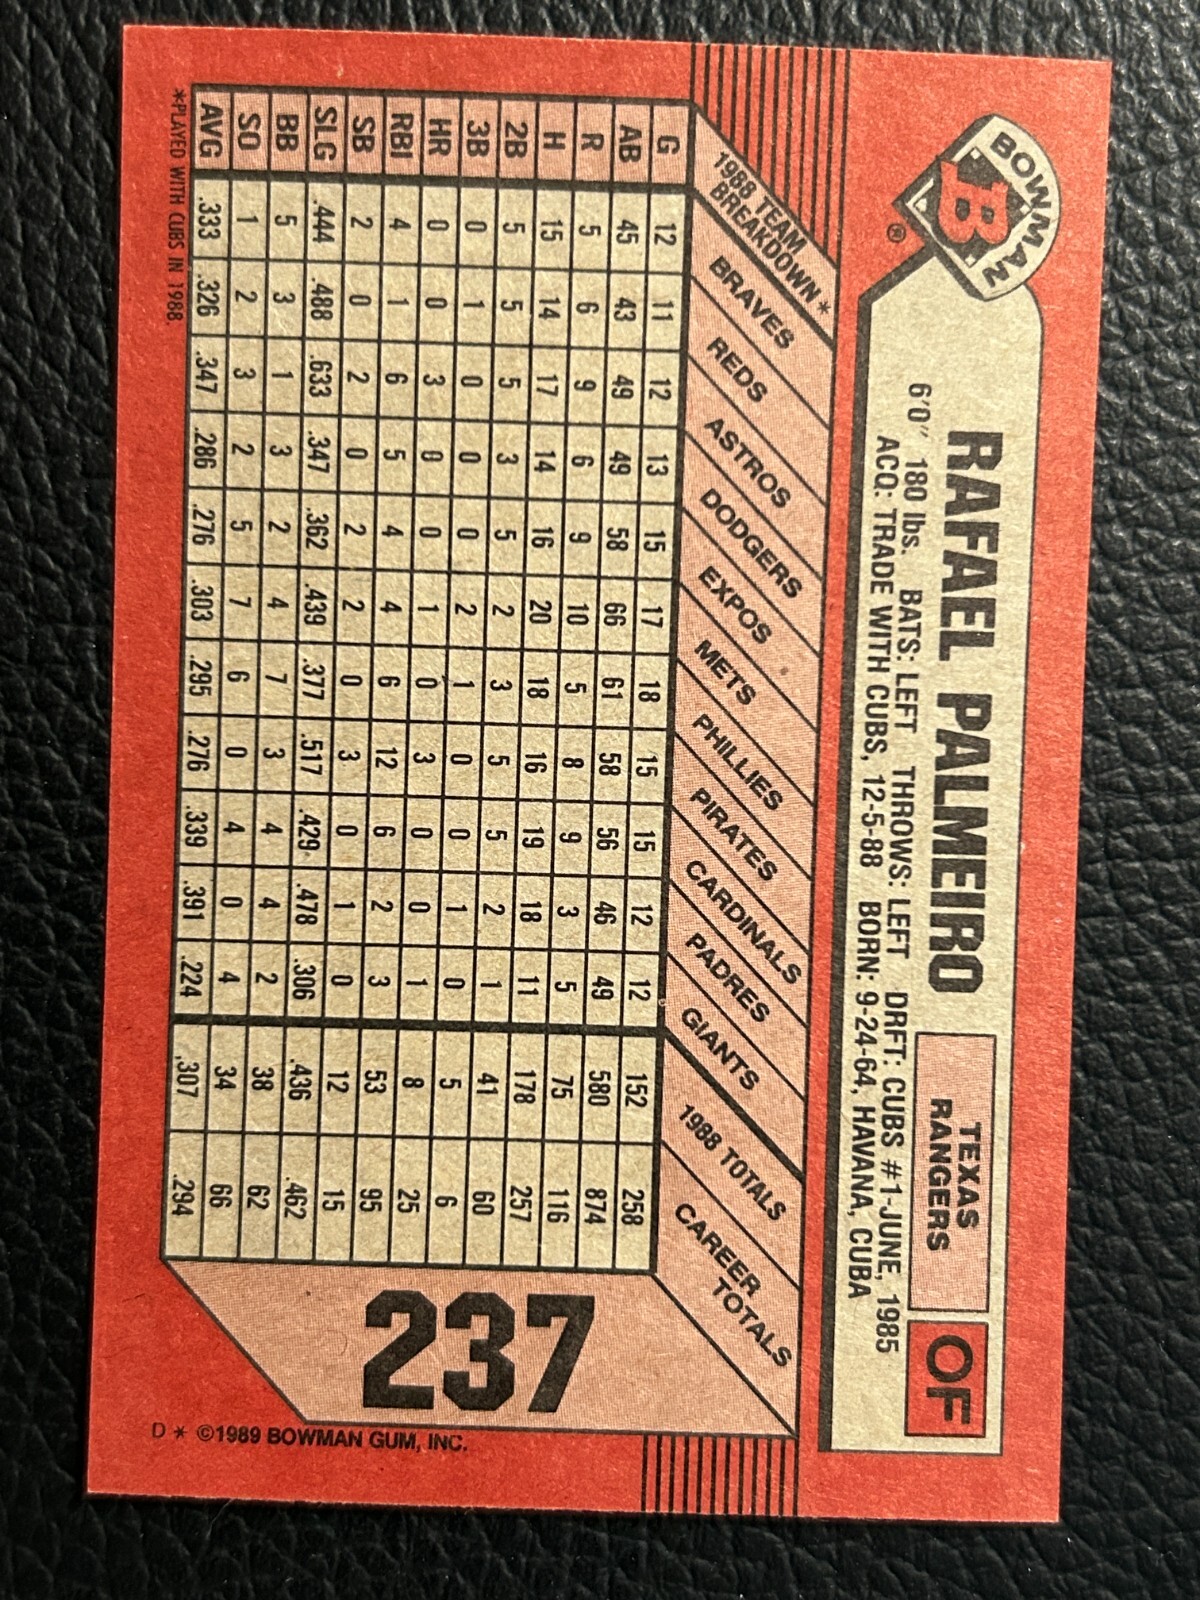 BOWMAN
B
®
RAFAEL PALMEIRO
TEXAS
RANGERS
OF
6'0" 180 lbs. BATS: LEFT THROWS: LEFT DRFT: CUBS #1-JUNE, 1985
ACQ: TRADE WITH CUBS, 12-5-88 BORN: 9-24-64, HAVANA, CUBA
1988 TEAM
BREAKDOWN*
BRAVES
REDS
ASTROS
DODGERS
EXPOS
METS
PHILLIES
PIRATES
CARDINALS
PADRES
GIANTS
1988 TOTALS
CAREER
TOTALS
G 12 11 12 13 15 17 18 15 15 12 12 152 258
AB 45 43 49 49 58 66 61 58 56 46 49 580 874
R 5 6 9 6 9 10 5 8 9 3 5 75 116
H 15 14 17 14 16 20 18 16 19 18 11 178 257
2B 5 5 5 3 5 2 3 5 5 2 1 41 60
3B 0 1 0 0 0 2 1 0 0 1 0 5 6
HR 0 0 3 0 0 1 0 3 0 0 1 8 25
RBI 4 1 6 5 4 4 6 12 6 2 3 53 95
SB 2 0 2 0 2 2 0 3 0 1 0 12 15
SLG .444 .488 .633 .347 .362 .439 .377 .517 .429 .478 .306 .436 .462
BB 5 3 1 3 2 4 7 3 4 4 2 38 62
SO 1 2 3 2 5 7 6 0 4 0 4 34 66
AVG .333 .326 .347 .286 .276 .303 .295 .276 .339 .391 .224 .307 .294
237
*PLAYED WITH CUBS IN 1988.
D * ©1989 BOWMAN GUM, INC.